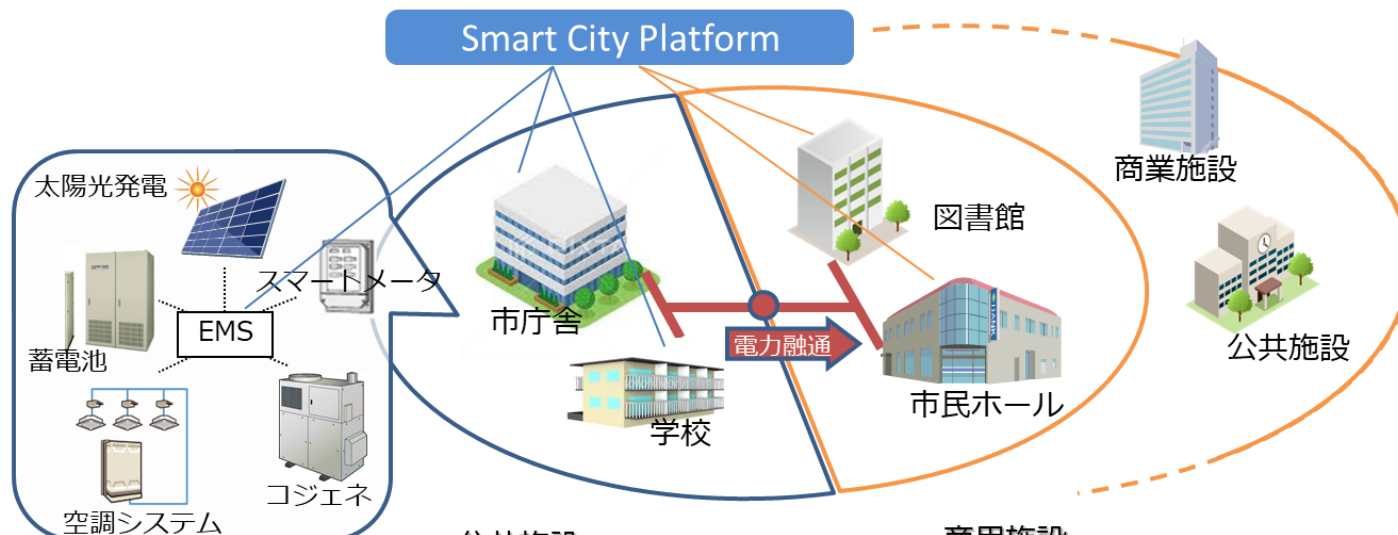 Smart City Platform
太陽光発電
スマートメータ
EMS
蓄電池
空調システム
コジェネ
市庁舎
学校
電力融通
図書館
市民ホール
商業施設
公共施設